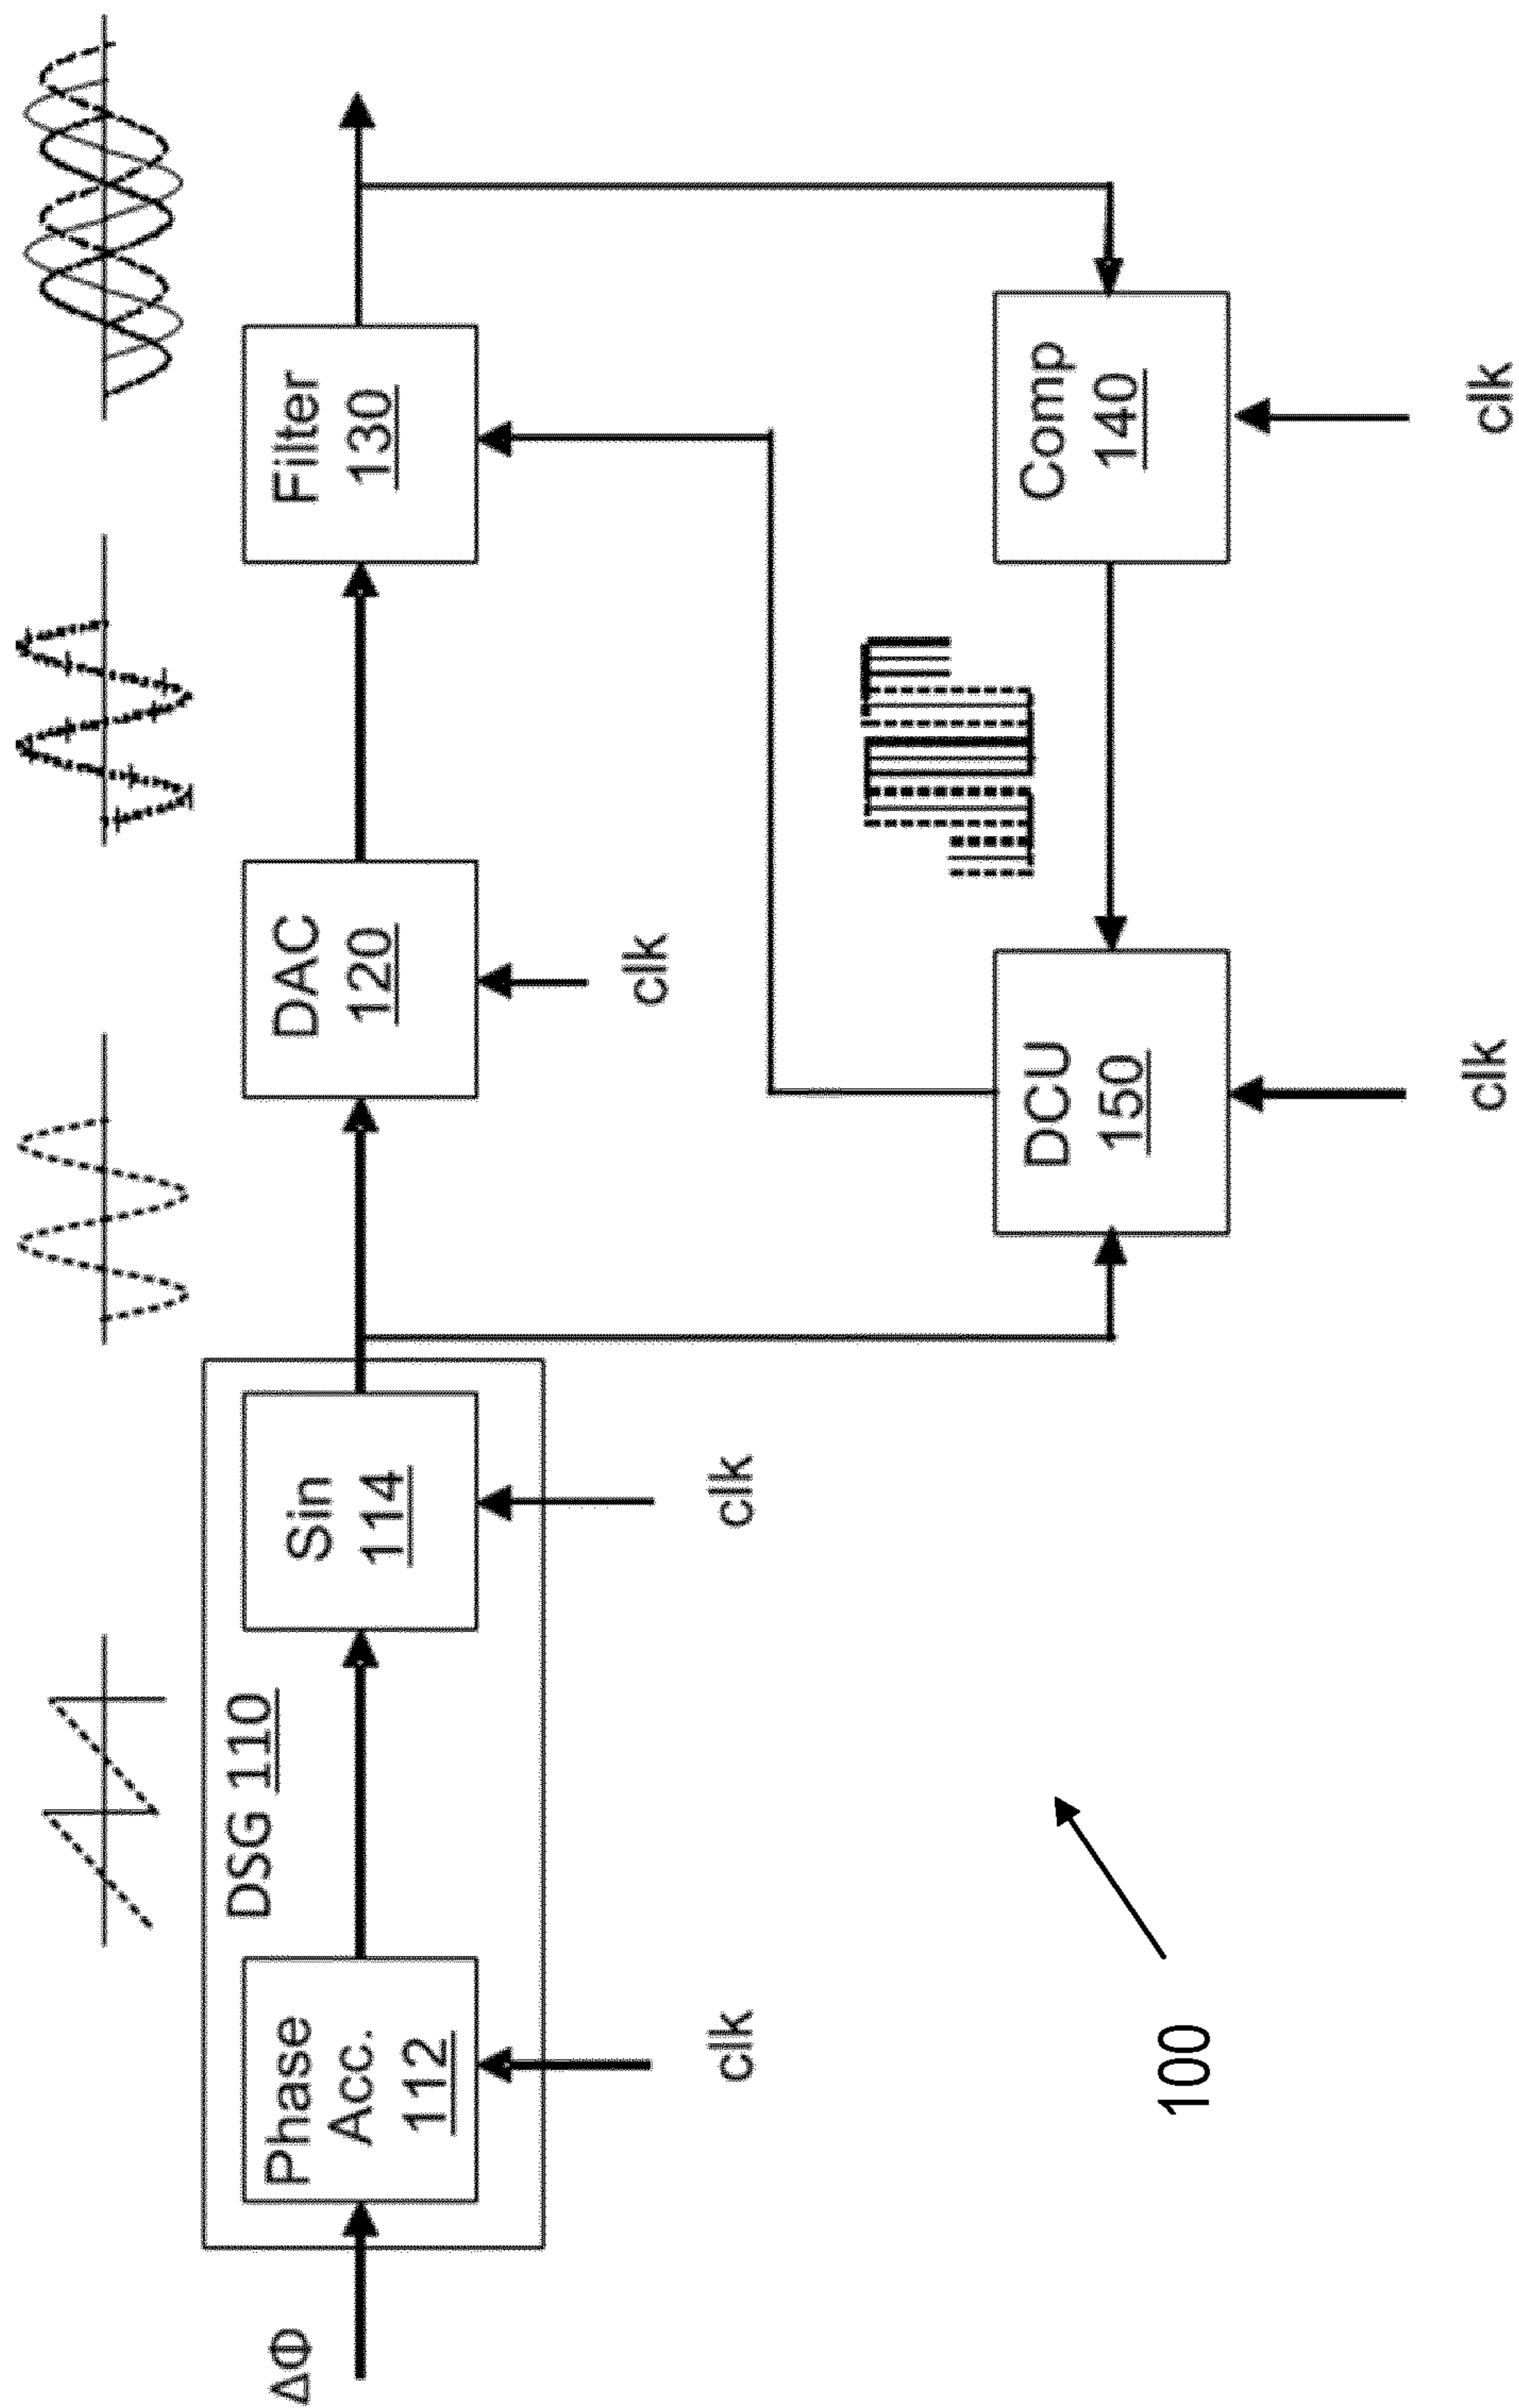 ΔΦ
DSG 110
Phase
Acc.
112
clk
Sin
114
clk
DAC
120
clk
Filter
130
DCU
150
clk
Comp
140
clk
100